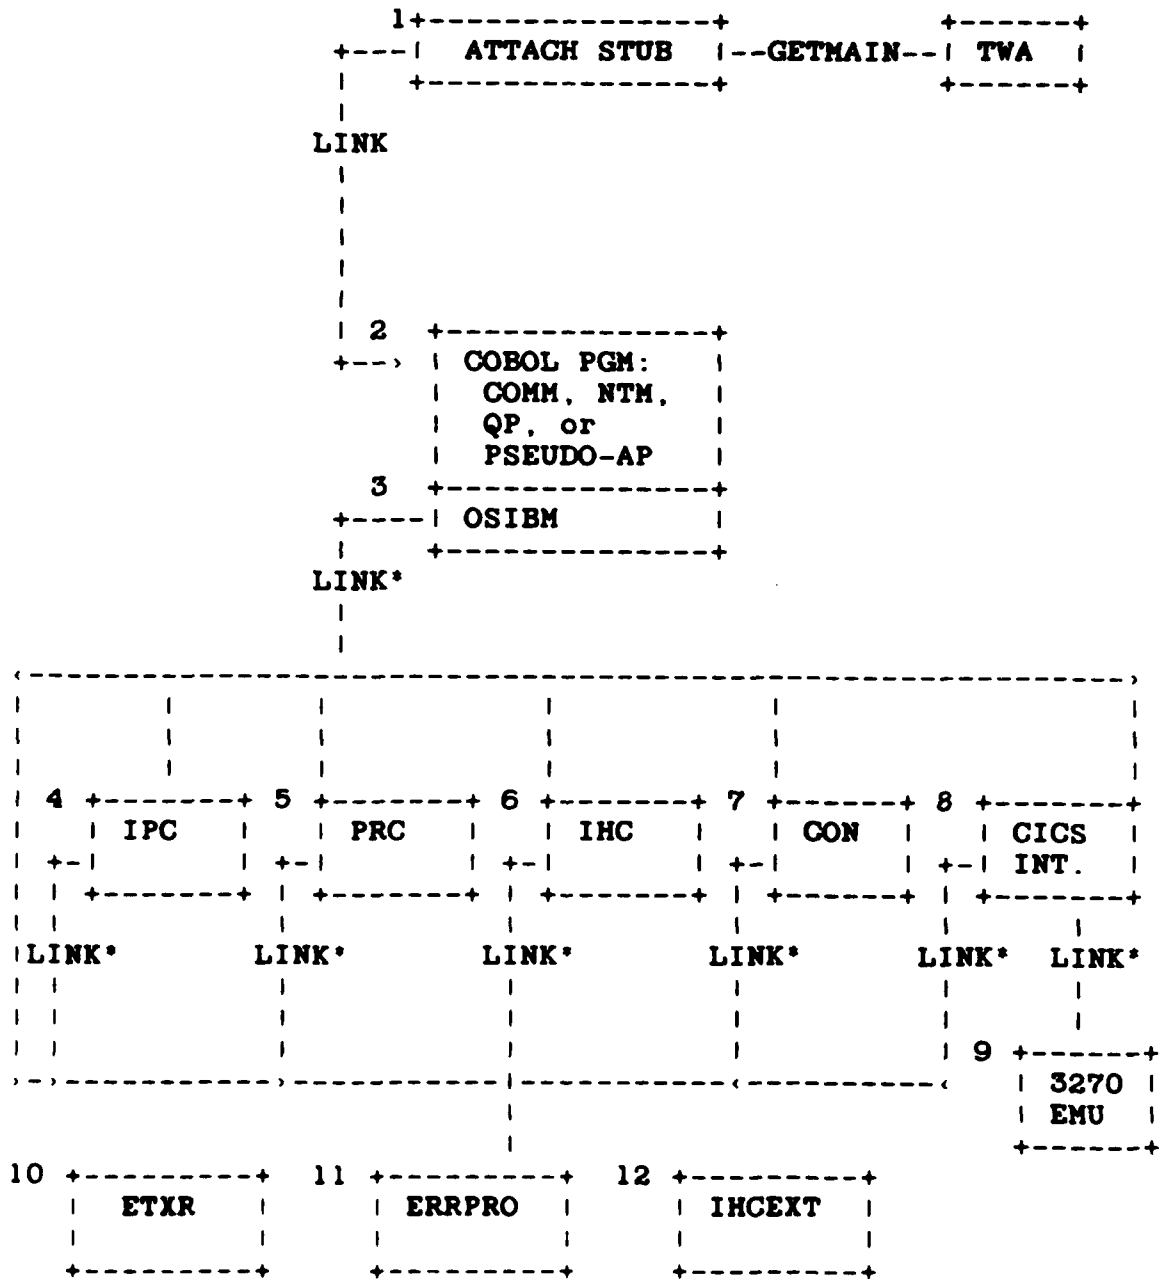 1
ATTACH STUB --GETMAIN-- TWA
LINK
2
COBOL PGM:
COMM, NTM,
QP, or
PSEUDO-AP
3
OSIBM
LINK*
4 IPC 5 PRC 6 IHC 7 CON 8 CICS
INT.
LINK* LINK* LINK* LINK* LINK* LINK*
9
3270
EMU
10 11 12
ETXR ERRPRO IHCEXT